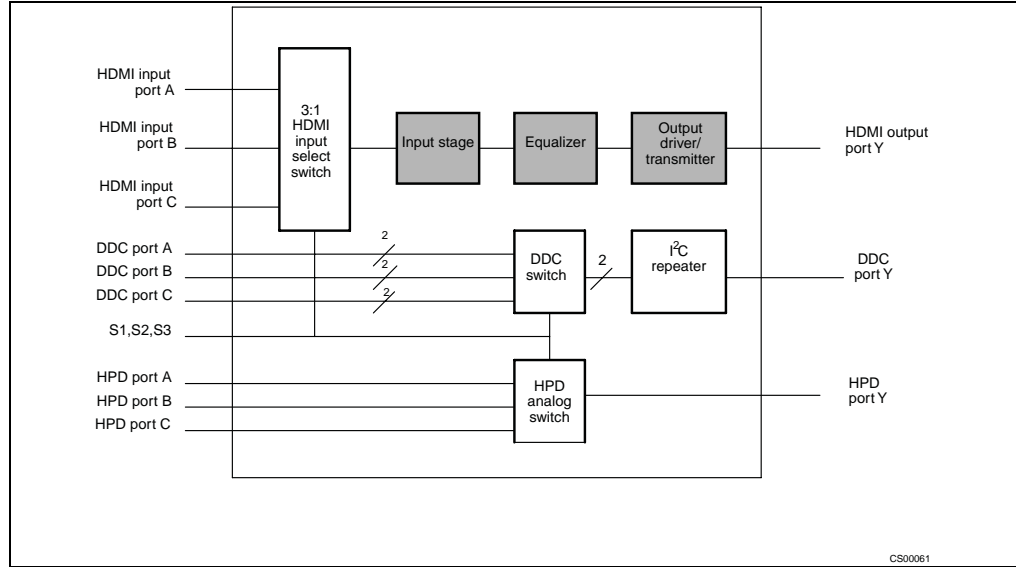 HDMI input
port A
HDMI input
port B
HDMI input
port C
3:1
HDMI
input
select
switch
Input stage
Equalizer
Output
driver/
transmitter
HDMI output
port Y
DDC port A
DDC port B
DDC port C
2
2
2
DDC
switch
2
I²C
repeater
DDC
port Y
S1,S2,S3
HPD port A
HPD port B
HPD port C
HPD
analog
switch
HPD
port Y
CS00061